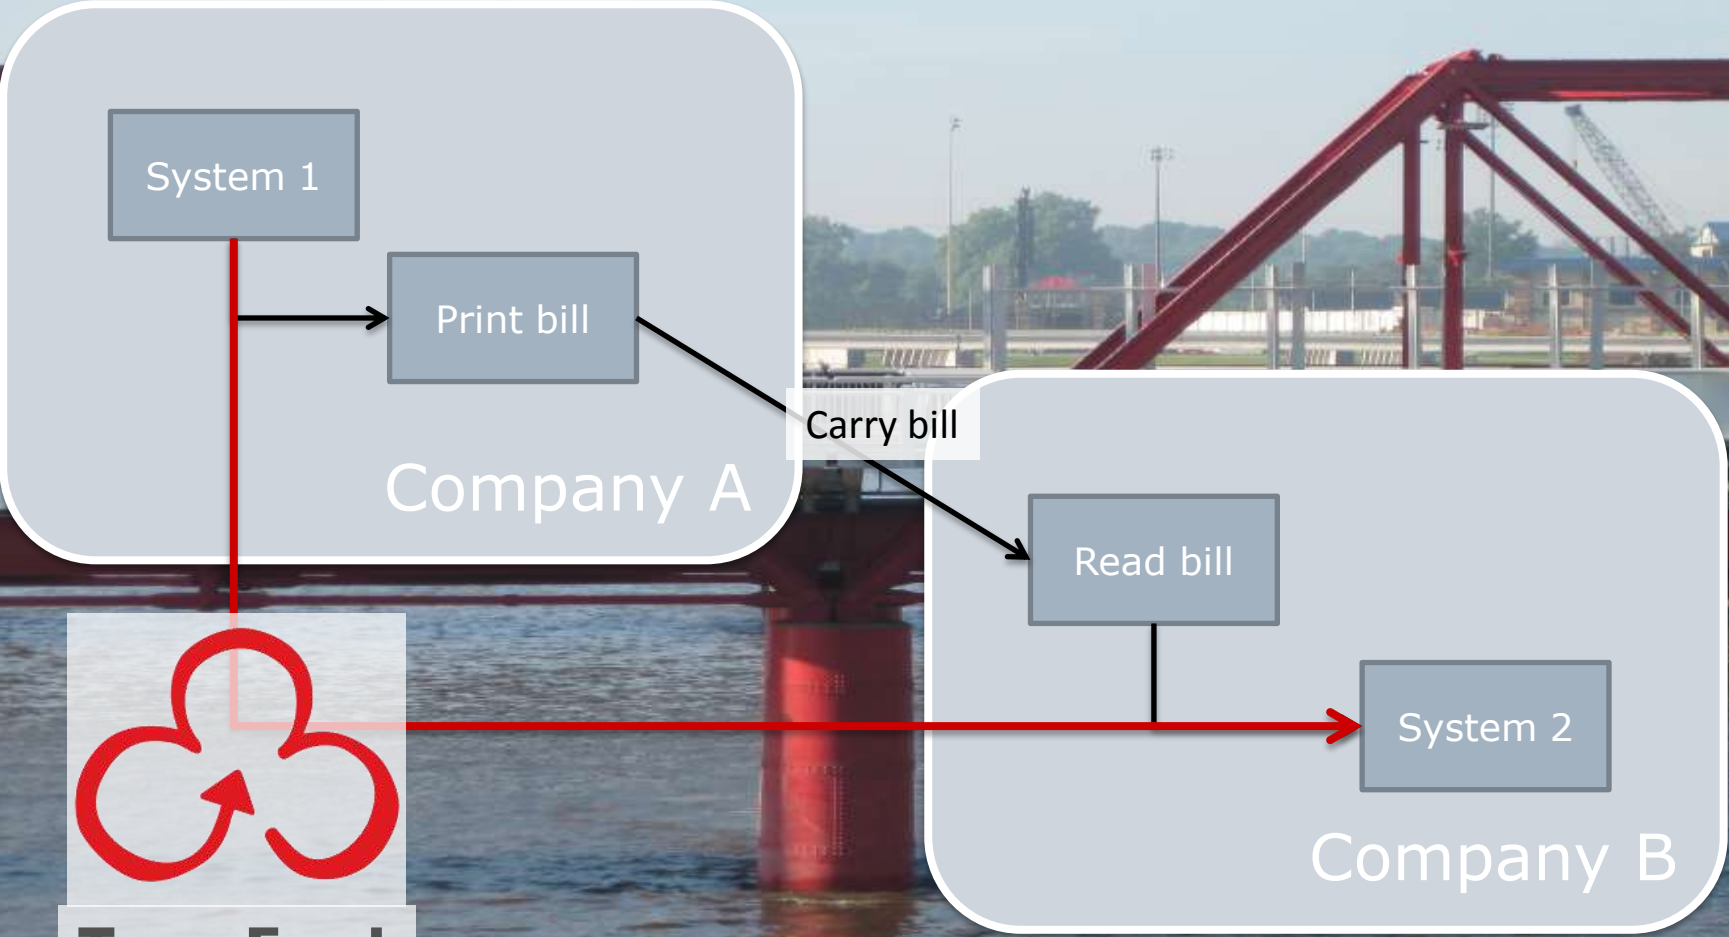 System 1
Print bill
Carry bill
Company A
Read bill
System 2
Company B